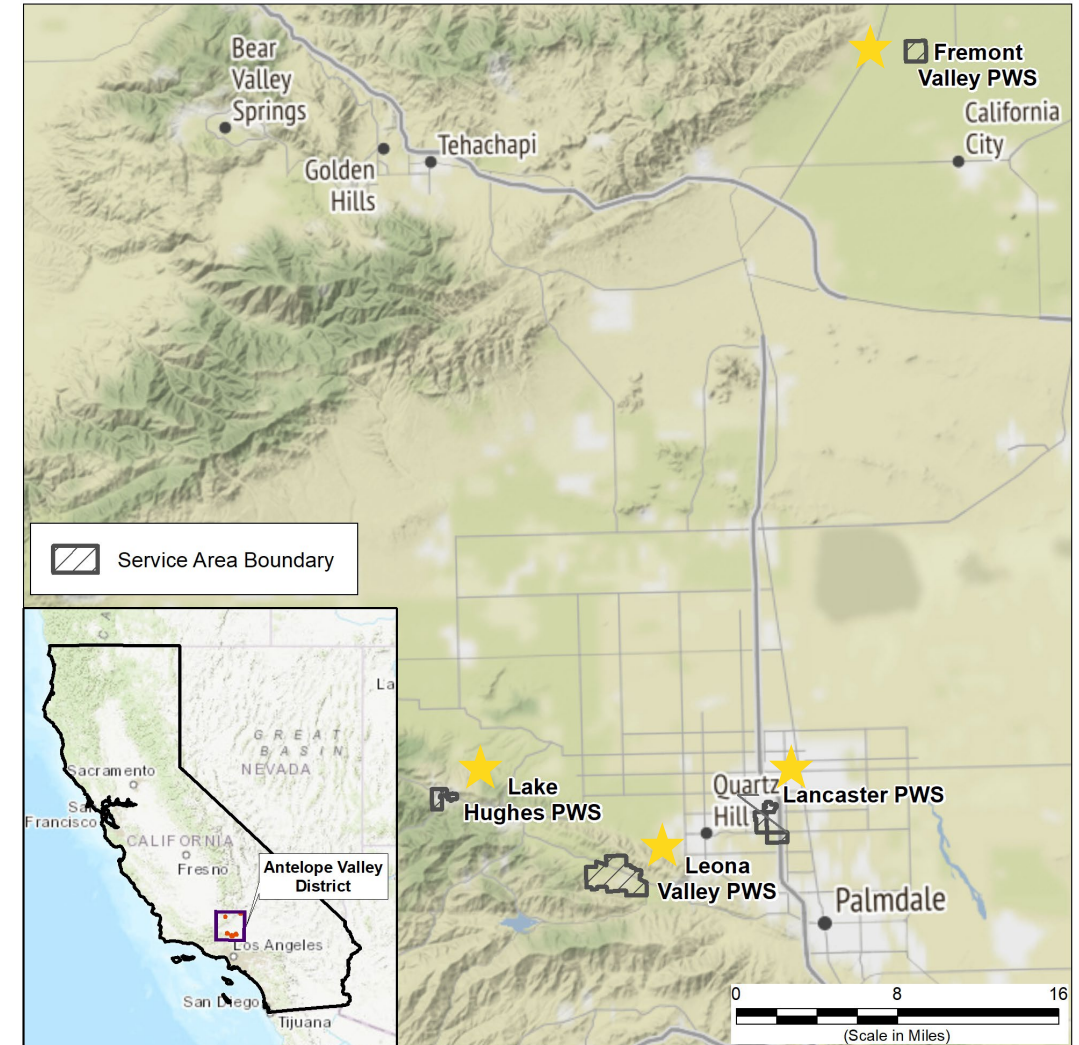 Bear
Valley
Springs
Fremont
Valley PWS
California
City
Tehachapi
Golden
Hills
Service Area Boundary
La
GREAT
BASIN
NEVADA
Sacramento
San
Francisco
CALIFORNIA
Fresno
Antelope Valley
District
Los Angeles
San Diego
Tijuana
Lake
Hughes PWS
Quartz
Hill
Lancaster PWS
Leona
Valley PWS
Palmdale
0 8 16
(Scale in Miles)